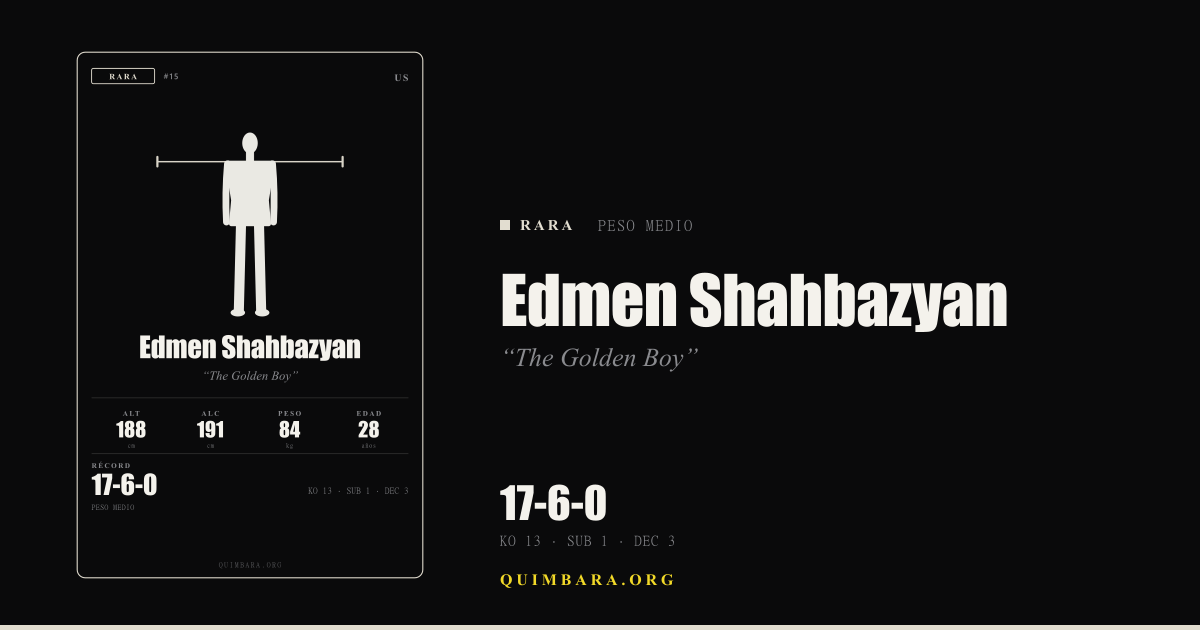 RARA #15 US
Edmen Shahbazyan
“The Golden Boy”
ALT ALC PESO EDAD
188 191 84 28
cm cm kg años
RÉCORD
17-6-0
KO 13 · SUB 1 · DEC 3
PESO MEDIO
QUIMBARA.ORG
RARA PESO MEDIO
Edmen Shahbazyan
“The Golden Boy”
17-6-0
KO 13 · SUB 1 · DEC 3
QUIMBARA.ORG